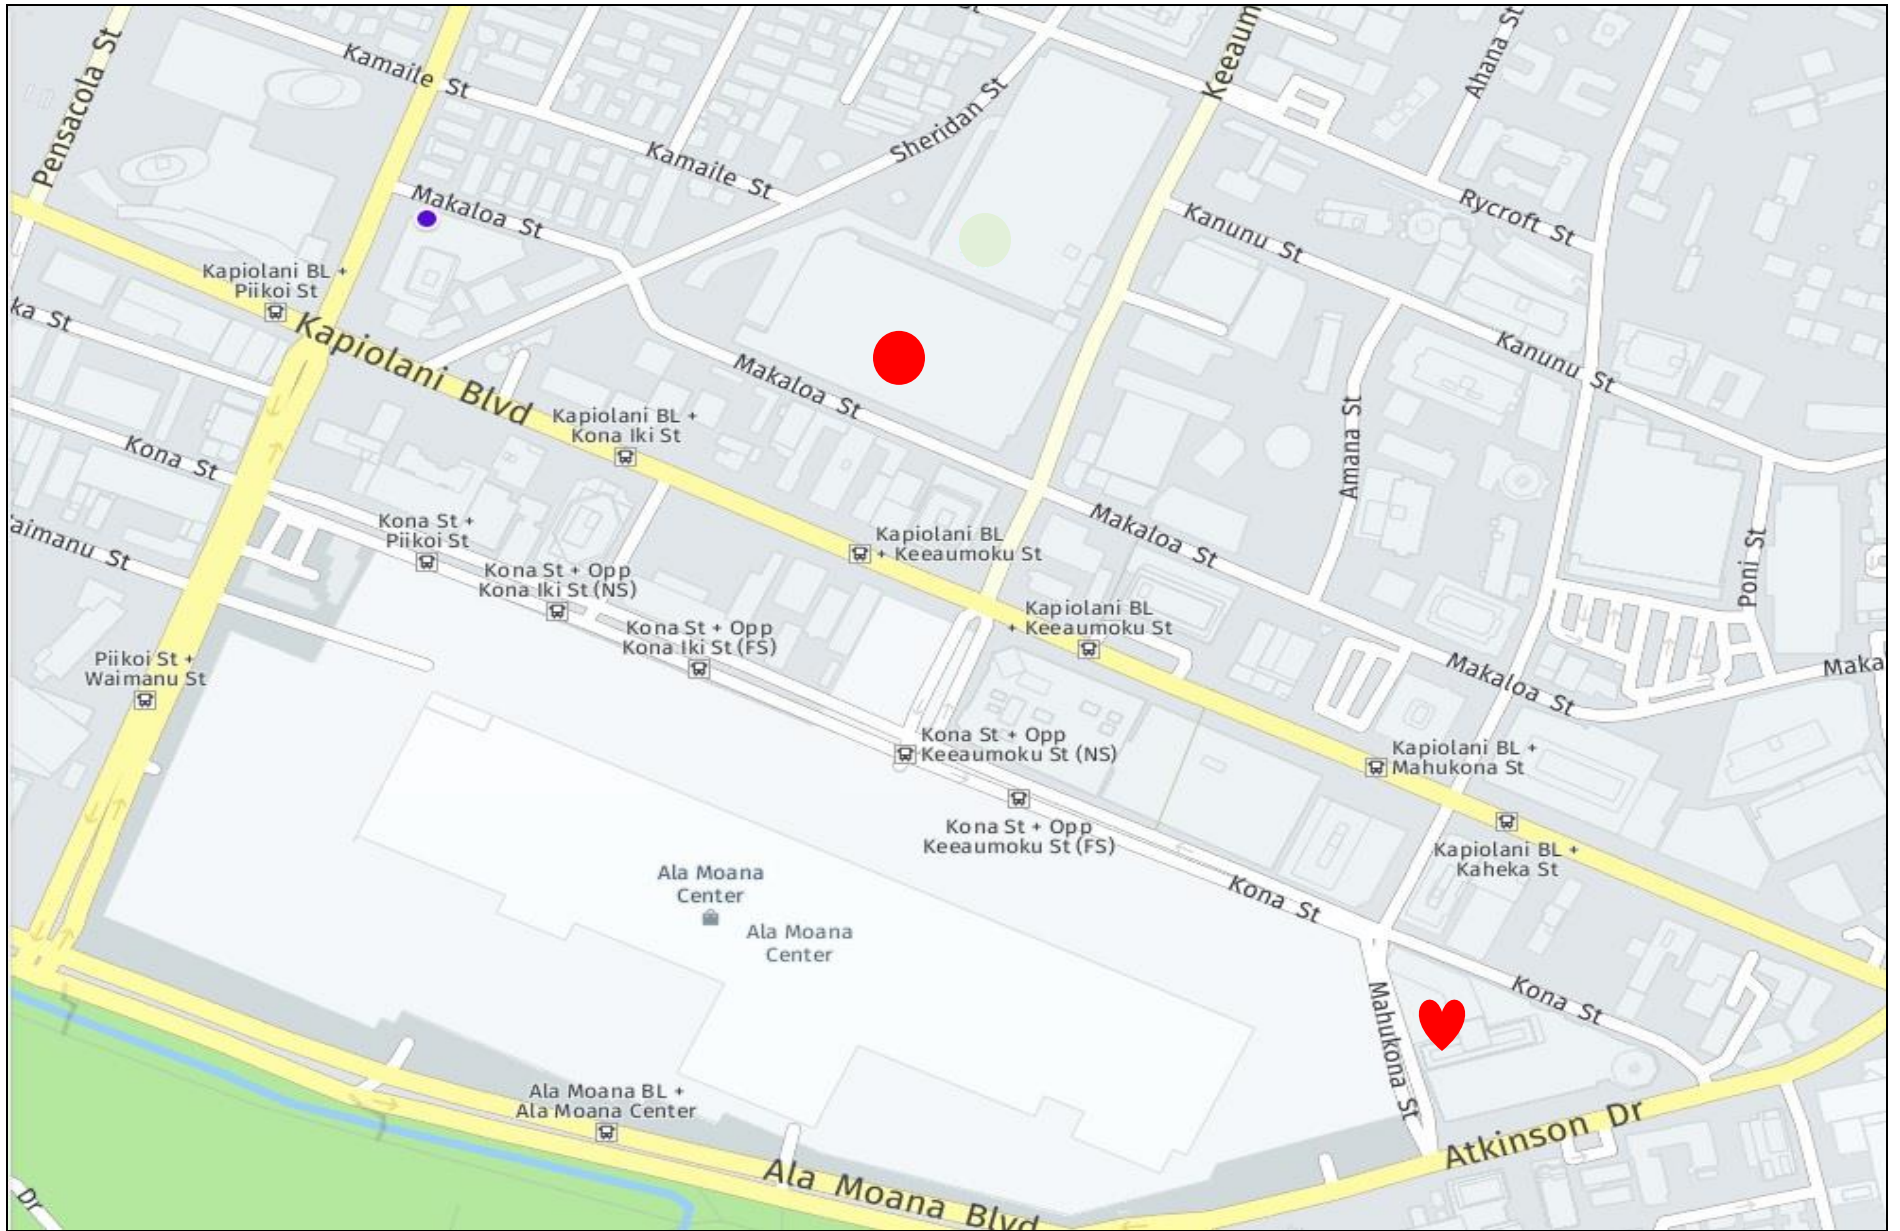 St
Pensacola St
Kamaile St
Keeaum
Ahana St
Sheridan St
Kamaile St
Makaloa St
Rycroft St
Kanunu St
Kapiolani BL +
Piikoi St
ka St
Kapiolani Blvd
Kanunu St
Makaloa St
Kapiolani BL +
Kona Iki St
Amana St
Kona St
Kona St +
Piikoi St
Kapiolani BL
+ Keeaumoku St
Makaloa St
aimanu St
Kona St + Opp
Kona Iki St (NS)
Poni St
Kapiolani BL
+ Keeaumoku St
Kona St + Opp
Kona Iki St (FS)
Piikoi St +
Waimanu St
Makaloa St
Maka
Kona St + Opp
Keeaumoku St (NS)
Kapiolani BL +
Mahukona St
Kona St + Opp
Keeaumoku St (FS)
Kapiolani BL +
Kaheka St
Ala Moana
Center
Kona St
Ala Moana
Center
Kona St
Mahukona St
Ala Moana BL +
Ala Moana Center
Atkinson Dr
Ala Moana Blvd
Dr